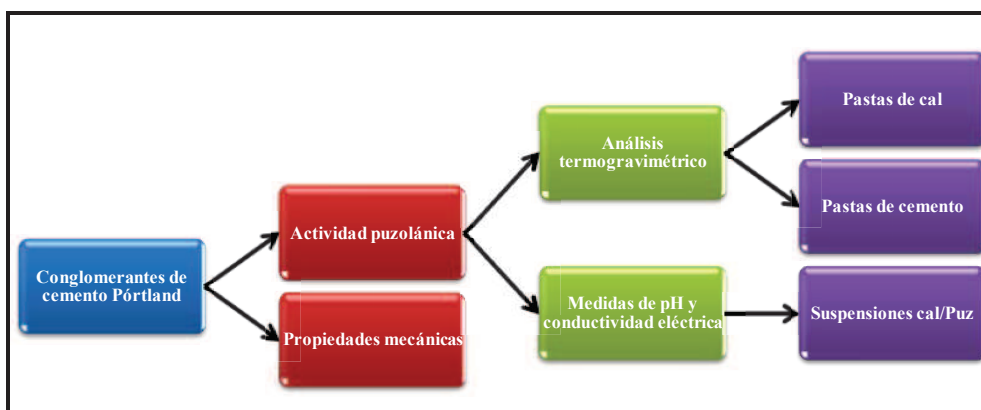 Conglomerantes de
cemento Pórtland
Actividad puzolánica
Propiedades mecánicas
Análisis
termogravimétrico
Medidas de pH y
conductividad eléctrica
Pastas de cal
Pastas de cemento
Suspensiones cal/Puz